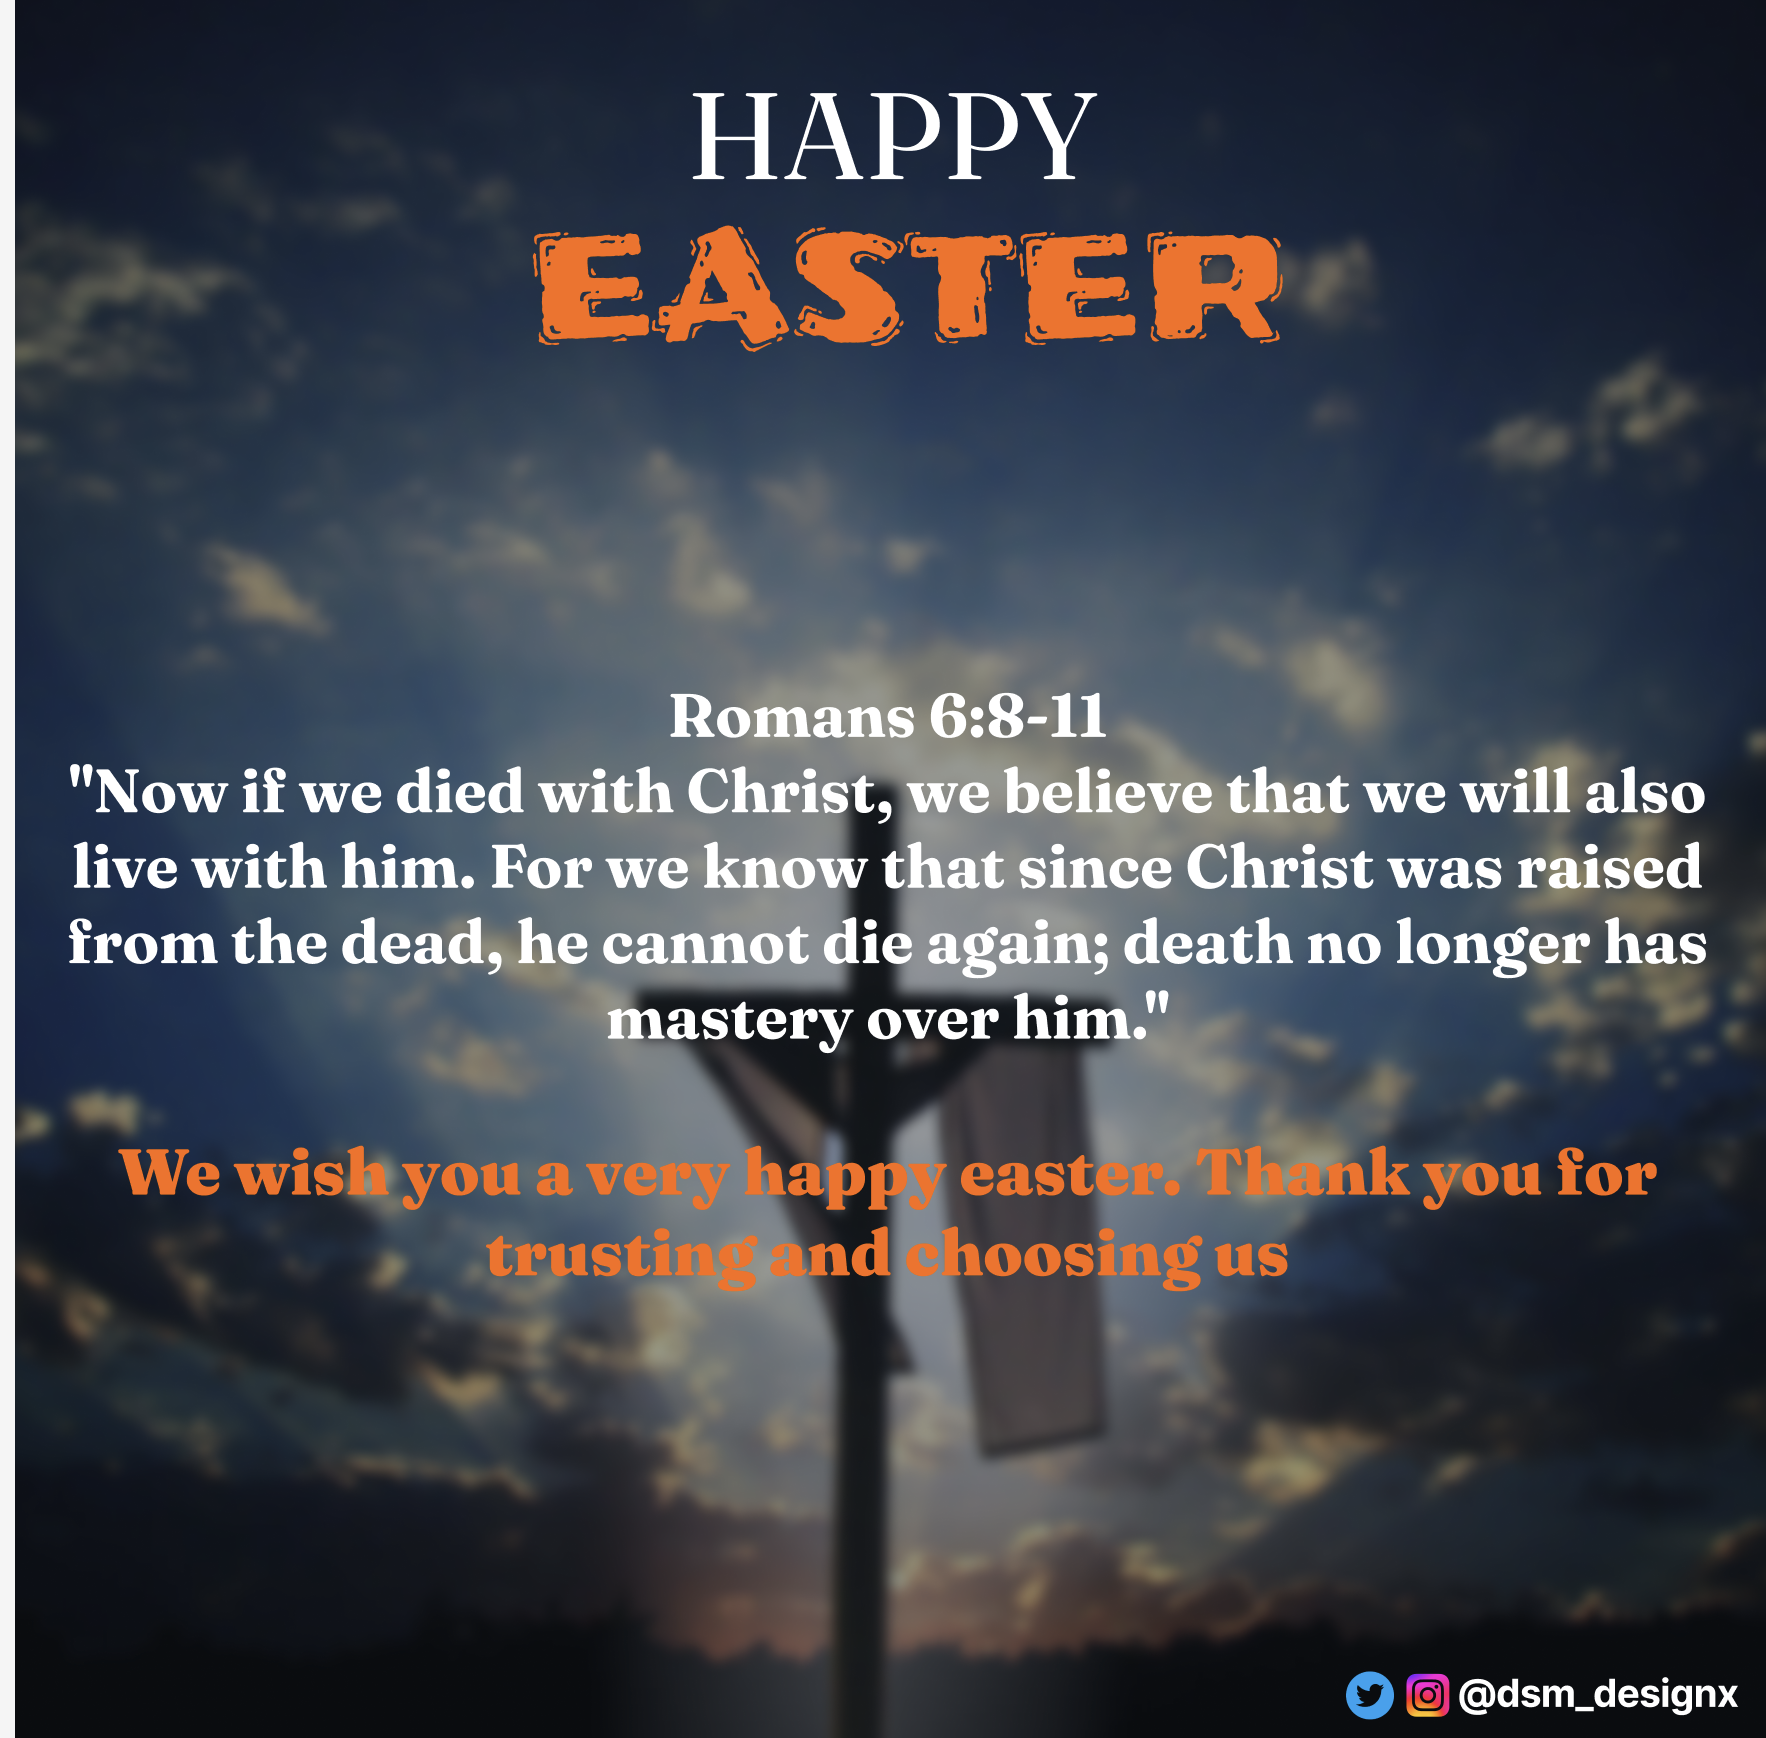 HAPPY
EASTER
Romans 6:8-11
"Now if we died with Christ, we believe that we will also
live with him. For we know that since Christ was raised
from the dead, he cannot die again; death no longer has
mastery over him."
We wish you a very happy easter. Thank you for
trusting and choosing us
@dsm_designx